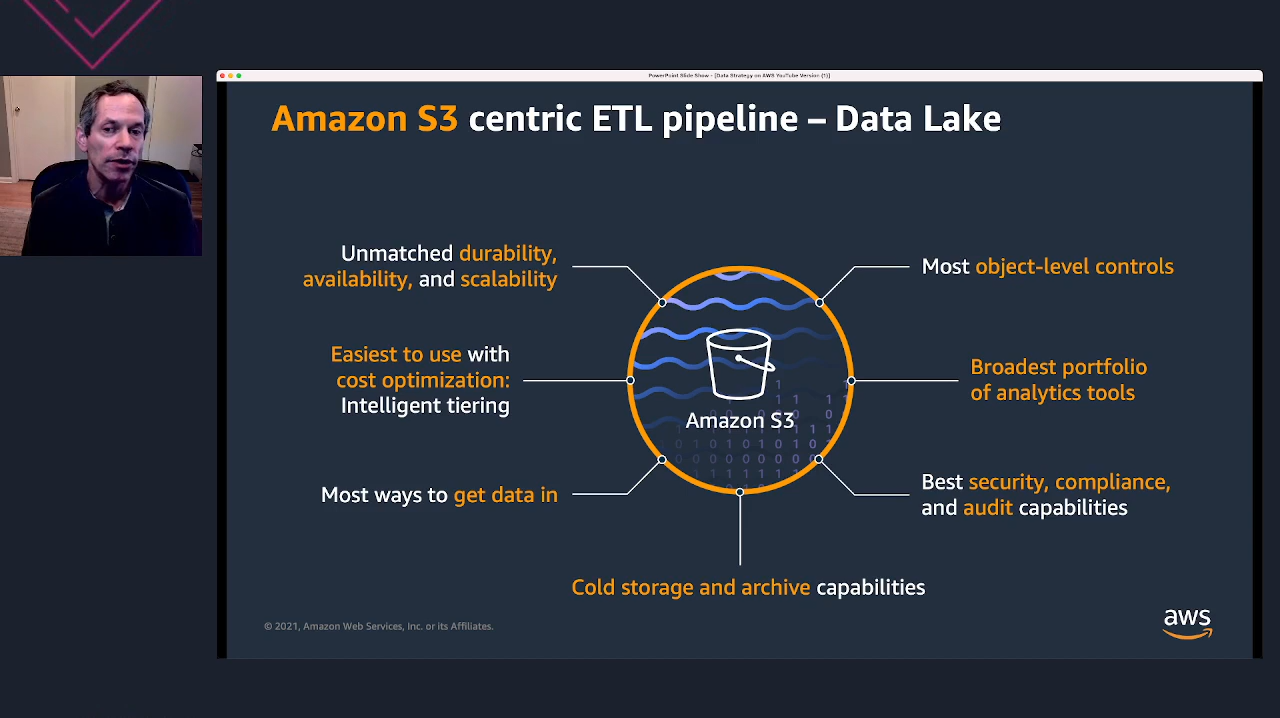 PowerPoint Slide Show - [Data Strategy on AWS YouTube Version (1)]
Amazon S3 centric ETL pipeline – Data Lake
Unmatched durability,
availability, and scalability
Easiest to use with
cost optimization:
Intelligent tiering
Most ways to get data in
Amazon S3
Most object-level controls
Broadest portfolio
of analytics tools
Best security, compliance,
and audit capabilities
Cold storage and archive capabilities
© 2021, Amazon Web Services, Inc. or its Affiliates.
aws